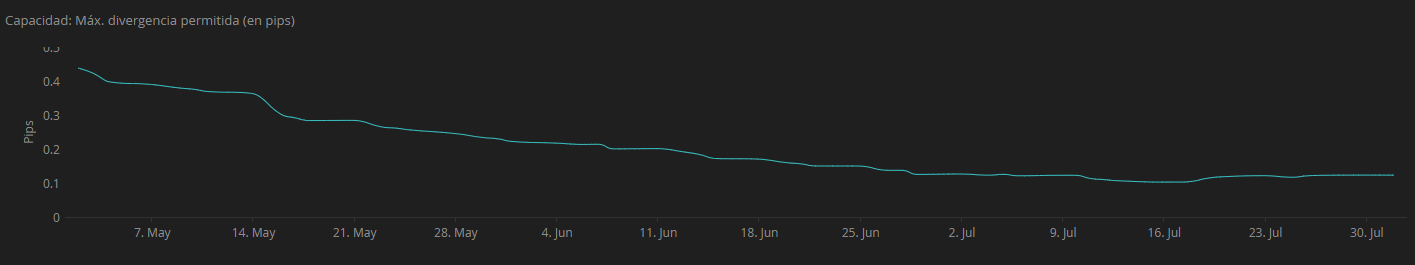 Capacidad: Máx. divergencia permitida (en pips)
0.5
0.4
0.3
0.2
0.1
0
Pips
7. May
14. May
21. May
28. May
4. Jun
11. Jun
18. Jun
25. Jun
2. Jul
9. Jul
16. Jul
23. Jul
30. Jul